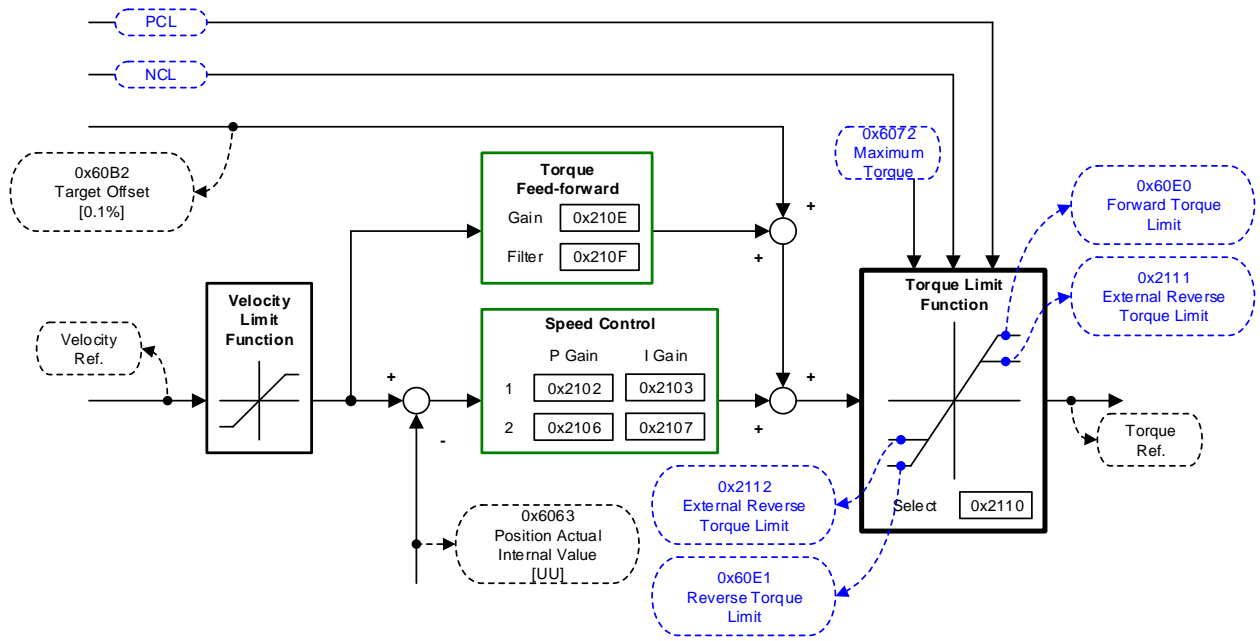 PCL
NCL
0x60B2
Target Offset
[0.1%]
Torque
Feed-forward
Gain
0x210E
Filter
0x210F
+
+
0x6072
Maximum
Torque
0x60E0
Forward Torque
Limit
0x2111
External Reverse
Torque Limit
Velocity
Ref.
Velocity
Limit
Function
+
-
Speed Control
P Gain
I Gain
1
0x2102
0x2103
2
0x2106
0x2107
+
+
Torque Limit
Function
Select
0x2110
Torque
Ref.
0x6063
Position Actual
Internal Value
[UU]
0x2112
External Reverse
Torque Limit
0x60E1
Reverse Torque
Limit